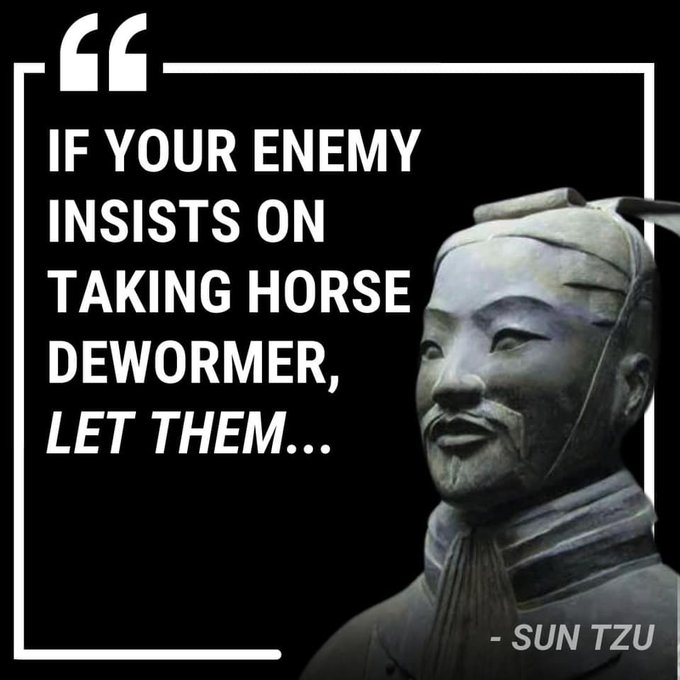 “
IF YOUR ENEMY
INSISTS ON
TAKING HORSE
DEWORMER,
LET THEM...
- SUN TZU